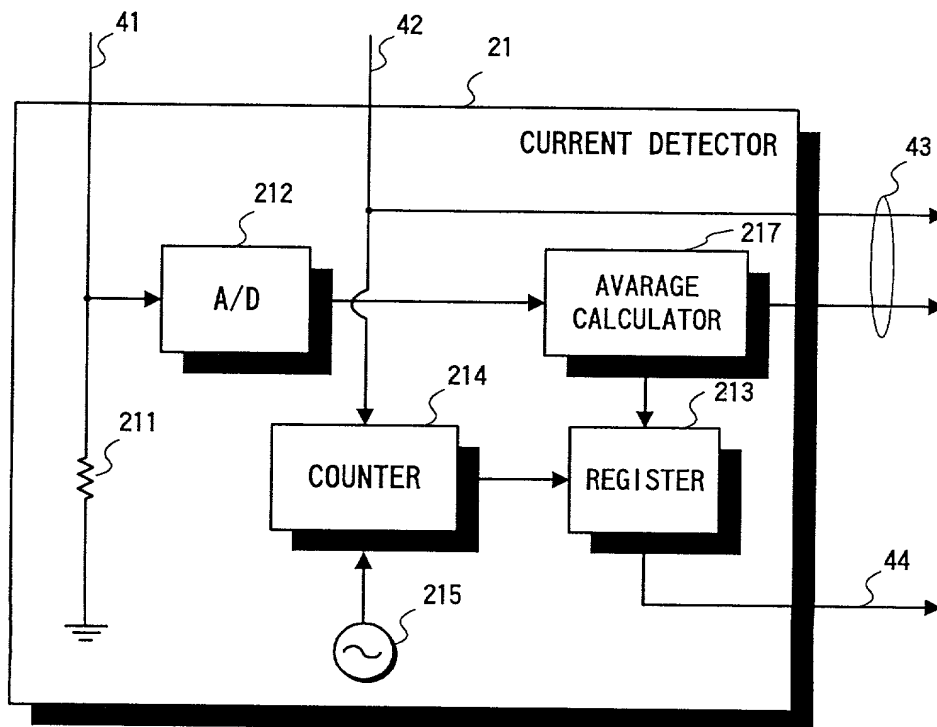 41
42
21
CURRENT DETECTOR
43
212
217
A/D
AVARAGE
CALCULATOR
214
213
211
COUNTER
REGISTER
44
215